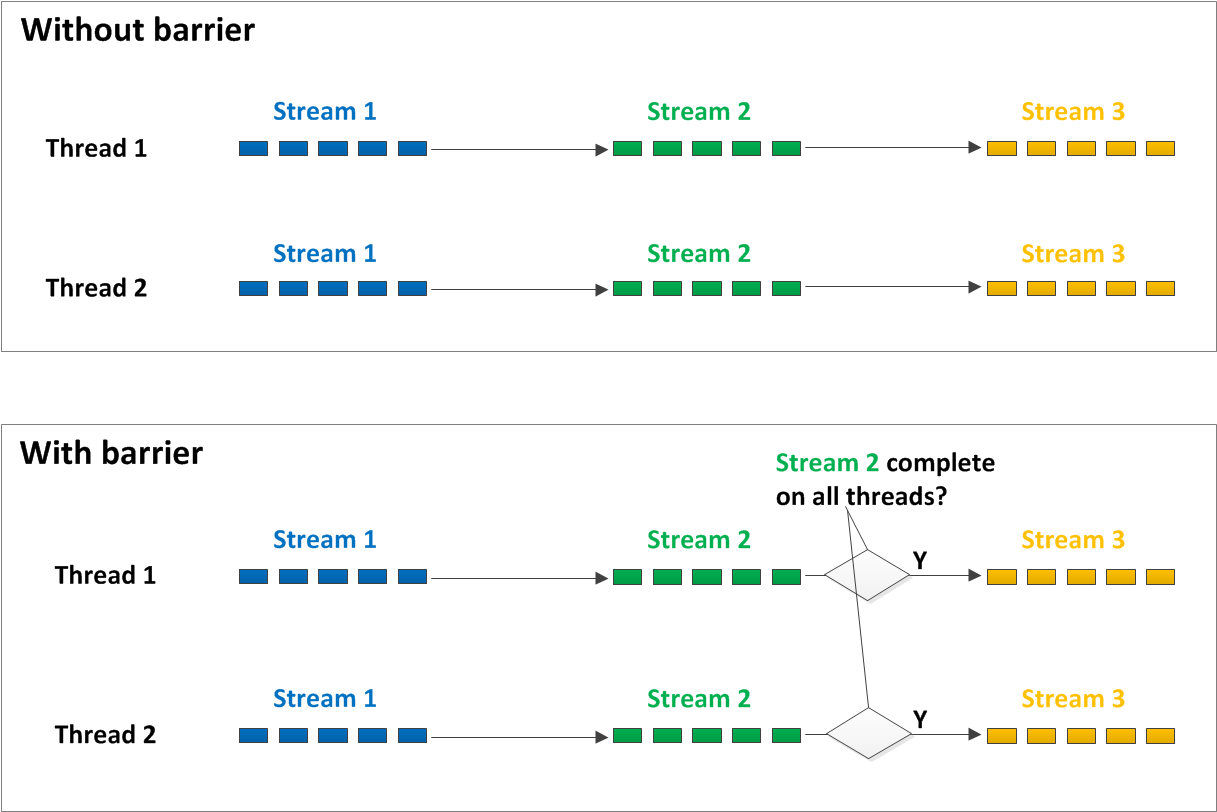 Without barrier
Stream 1 Stream 2 Stream 3
Thread 1
Stream 1 Stream 2 Stream 3
Thread 2
With barrier
Stream 2 complete
on all threads?
Stream 1 Stream 2 Stream 3
Y
Thread 1
Stream 1 Stream 2 Stream 3
Y
Thread 2